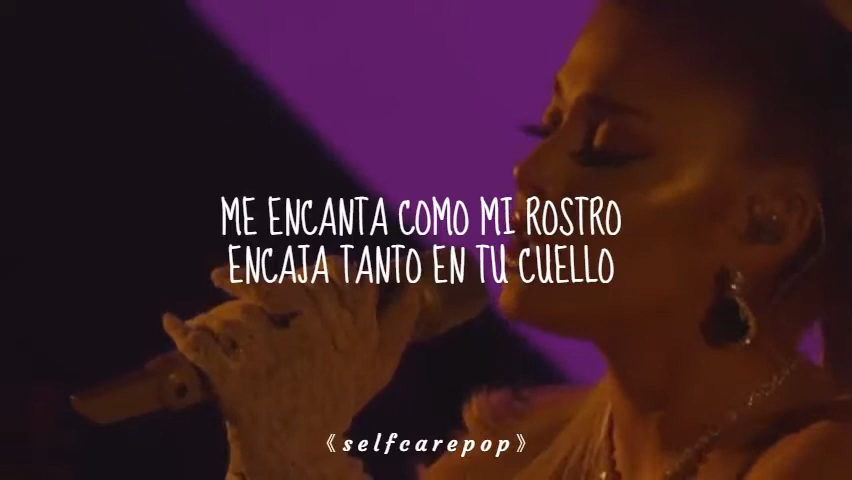 ME ENCANTA COMO MI ROSTRO
ENCAJA TANTO EN TU CUELLO
《selfcarepop》